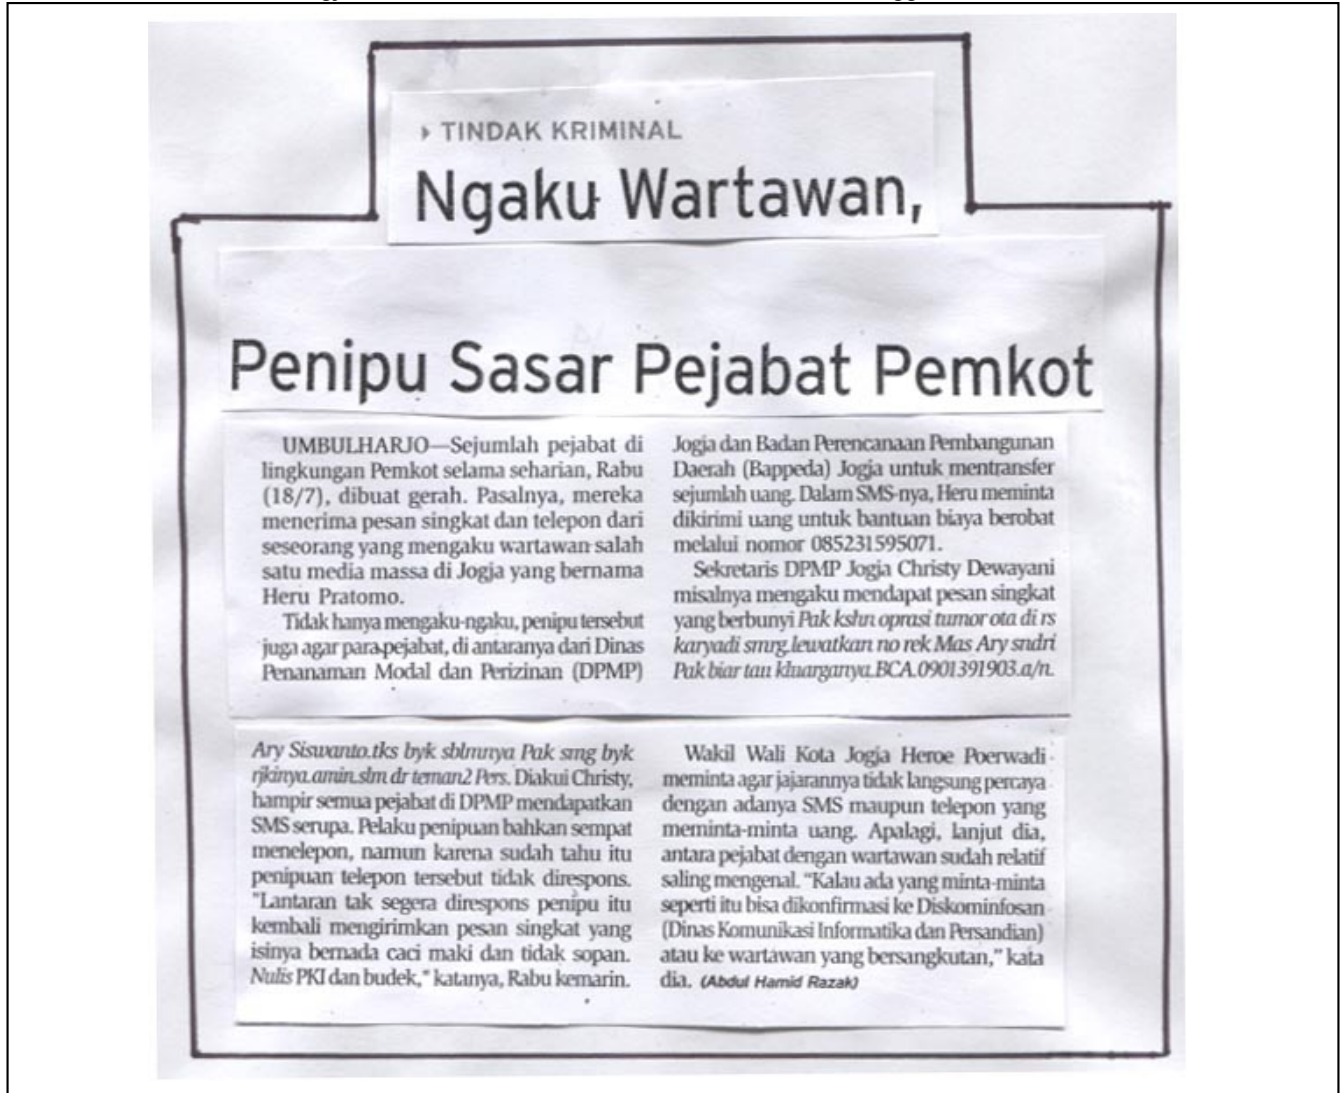 TINDAK KRIMINAL
Ngaku Wartawan,
Penipu Sasar Pejabat Pemkot
UMBULHARJO—Sejumlah pejabat di
lingkungan Pemkot selama seharian, Rabu
(18/7), dibuat gerah. Pasalnya, mereka
menerima pesan singkat dan telepon dari
seseorang yang mengaku wartawan salah
satu media massa di Jogja yang bernama
Heru Pratomo.
Tidak hanya mengaku-ngaku, penipu tersebut
juga agar para pejabat, di antaranya dari Dinas
Penanaman Modal dan Perizinan (DPMP)
Jogja dan Badan Perencanaan Pembangunan
Daerah (Bappeda) Jogja untuk mentransfer
sejumlah uang. Dalam SMS-nya, Heru meminta
dikirimi uang untuk bantuan biaya berobat
melalui nomor 085231595071.
Sekretaris DPMP Jogja Christy Dewayani
misalnya mengaku mendapat pesan singkat
yang berbunyi Pak kshn oprasi tumor ota di rs
karyadi smrg.lewatkan no rek Mas Ary sndri
Pak biar tau kluarganya.BCA.0901391903.a/n.
Ary Siswanto.tks byk sblmnya Pak smg byk
rjkinya.amin.slm dr teman2 Pers. Diakui Christy,
hampir semua pejabat di DPMP mendapatkan
SMS serupa. Pelaku penipuan bahkan sempat
menelepon, namun karena sudah tahu itu
penipuan telepon tersebut tidak direspons.
"Lantaran tak segera direspons penipu itu
kembali mengirimkan pesan singkat yang
isinya bernada caci maki dan tidak sopan.
Nulis PKI dan budek," katanya, Rabu kemarin.
Wakil Wali Kota Jogja Heroe Poerwadi
meminta agar jajarannya tidak langsung percaya
dengan adanya SMS maupun telepon yang
meminta-minta uang. Apalagi, lanjut dia,
antara pejabat dengan wartawan sudah relatif
saling mengenal. "Kalau ada yang minta-minta
seperti itu bisa dikonfirmasi ke Diskominfosan
(Dinas Komunikasi Informatika dan Persandian)
atau ke wartawan yang bersangkutan," kata
dia. (Abdul Hamid Razak)